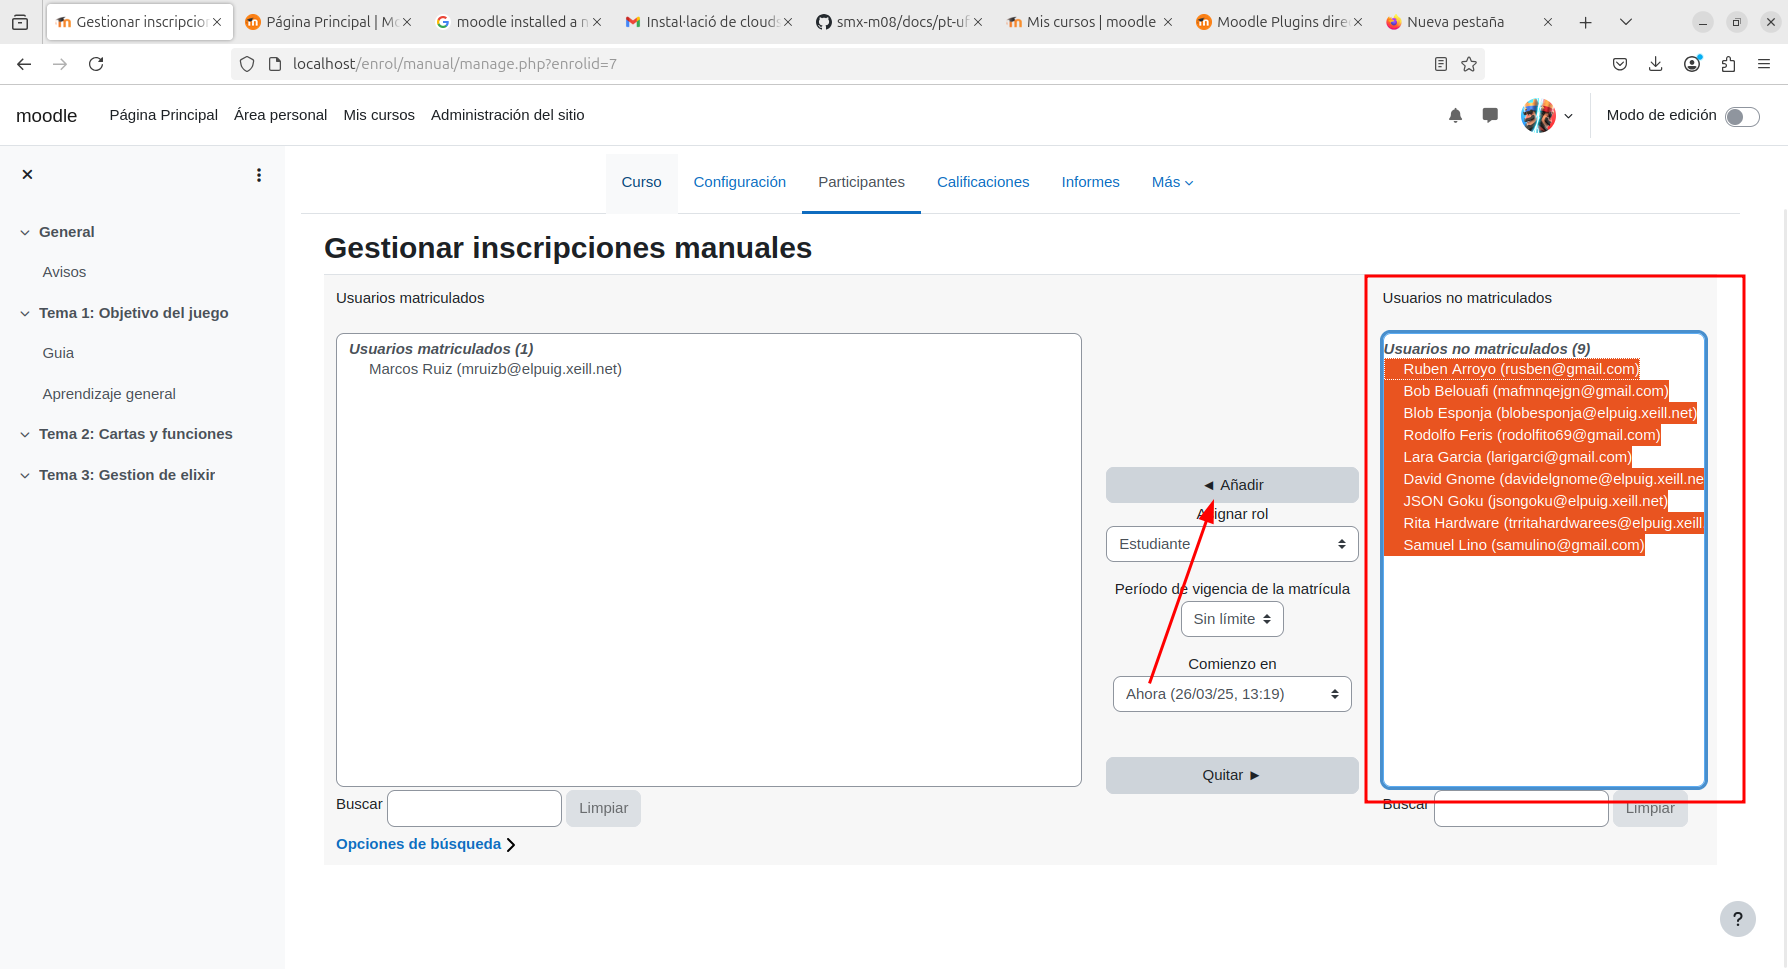 Gestionar inscripcion
Página Principal | Mo
moodle installed a n
Instal·lació de clouds
smx-m08/docs/pt-uf
Mis cursos | moodle
Moodle Plugins direc
Nueva pestaña
localhost/enrol/manual/manage.php?enrolid=7
moodle
Página Principal
Área personal
Mis cursos
Administración del sitio
Modo de edición
Curso
Configuración
Participantes
Calificaciones
Informes
Más
General
Avisos
Tema 1: Objetivo del juego
Guia
Aprendizaje general
Tema 2: Cartas y funciones
Tema 3: Gestion de elixir
Gestionar inscripciones manuales
Usuarios matriculados
Usuarios matriculados (1)
Marcos Ruiz (mruizb@elpuig.xeill.net)
Buscar
Limpiar
Opciones de búsqueda
◄ Añadir
Asignar rol
Estudiante
Período de vigencia de la matrícula
Sin límite
Comienzo en
Ahora (26/03/25, 13:19)
Quitar ►
Usuarios no matriculados
Usuarios no matriculados (9)
Ruben Arroyo (rusben@gmail.com)
Bob Belouafi (mafmnqejgn@gmail.com)
Blob Esponja (blobesponja@elpuig.xeill.net)
Rodolfo Feris (rodolfito69@gmail.com)
Lara Garcia (larigarci@gmail.com)
David Gnome (davidelgnome@elpuig.xeill.ne
JSON Goku (jsongoku@elpuig.xeill.net)
Rita Hardware (trritahardwarees@elpuig.xeill.
Samuel Lino (samulino@gmail.com)
Buscar
Limpiar
?